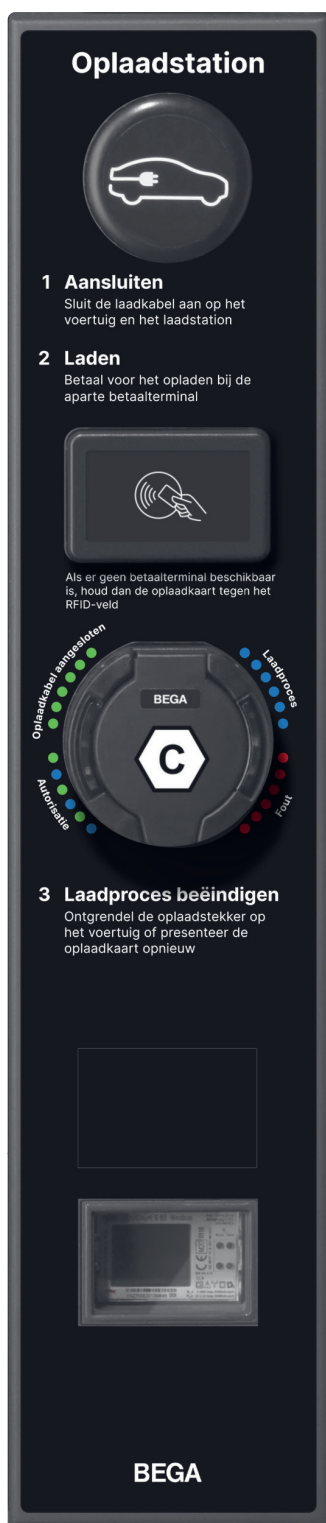 Oplaadstation
1 Aansluiten
Sluit de laadkabel aan op het
voertuig en het laadstation
2 Laden
Betaal voor het opladen bij de
aparte betaalterminal
Als er geen betaalterminal beschikbaar
is, houd dan de oplaadkaart tegen het
RFID-veld
Oplaadkabel aangesloten
Laadproces
BEGA
C
Autorisatie
Fout
3 Laadproces beëindigen
Ontgrendel de oplaadstekker op
het voertuig of presenteer de
oplaadkaart opnieuw
BEGA